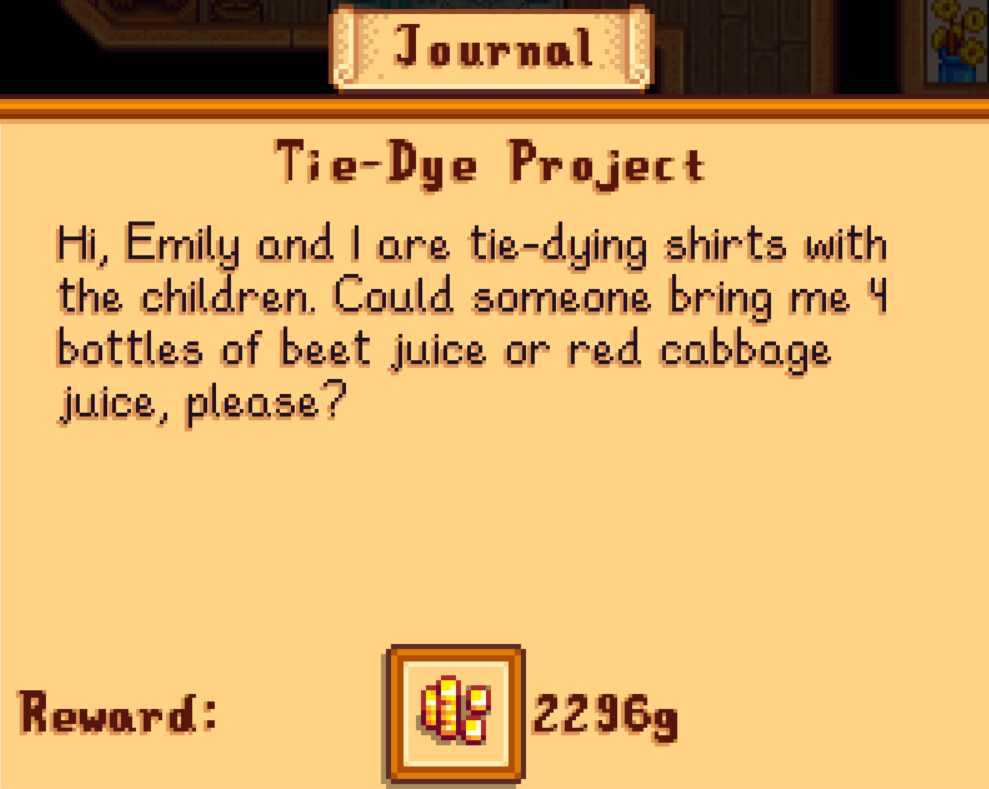 Journal
Tie-Dye Project
Hi, Emily and I are tie-dying shirts with
the children. Could someone bring me 4
bottles of beet juice or red cabbage
juice, please?
Reward: 2296g